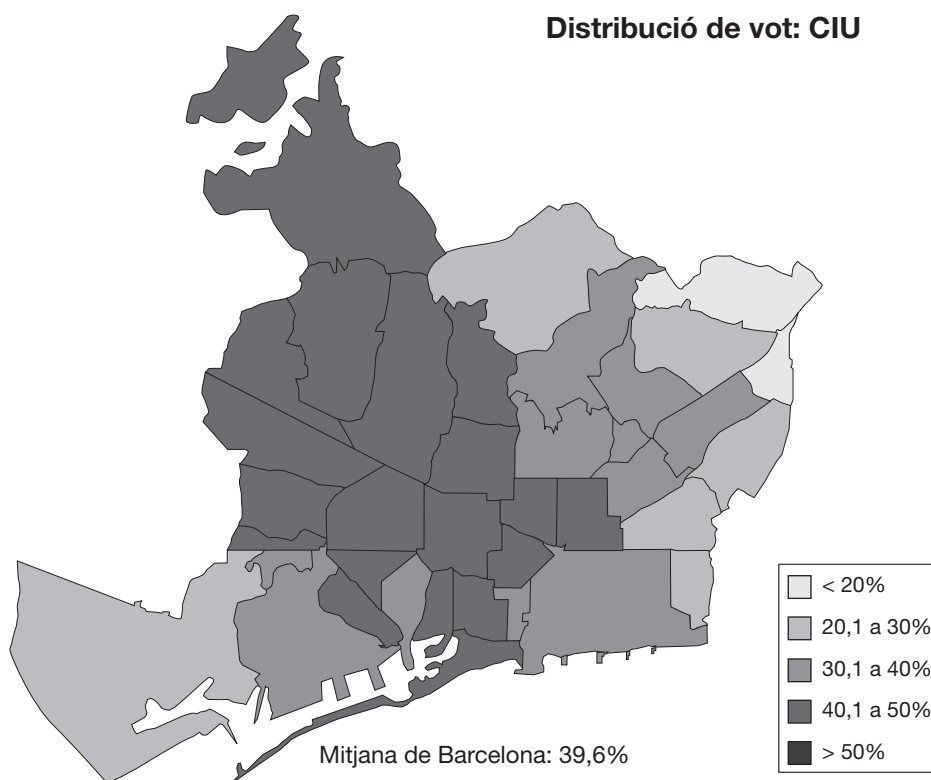 Distribució de vot: CIU
< 20%
20,1 a 30%
30,1 a 40%
40,1 a 50%
> 50%
Mitjana de Barcelona: 39,6%